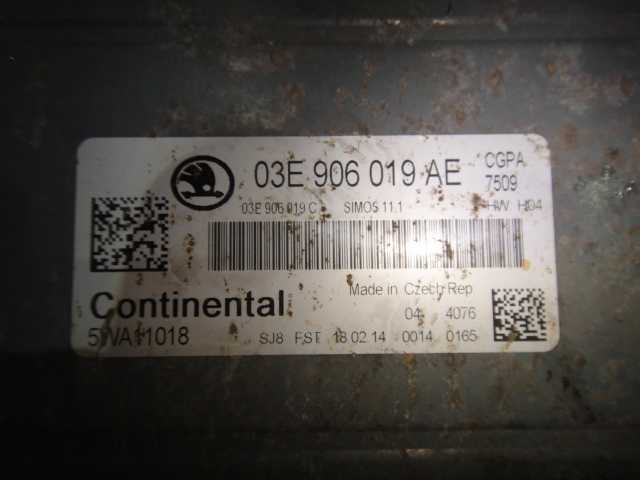 03E 906 019 AE
CGPA
7509
03E 906 019 C SIMOS 11.1
HW H04
Made in Czech Rep
Continental
04 4076
5WA11018
SJ8 FST 18 02 14 0014 0165